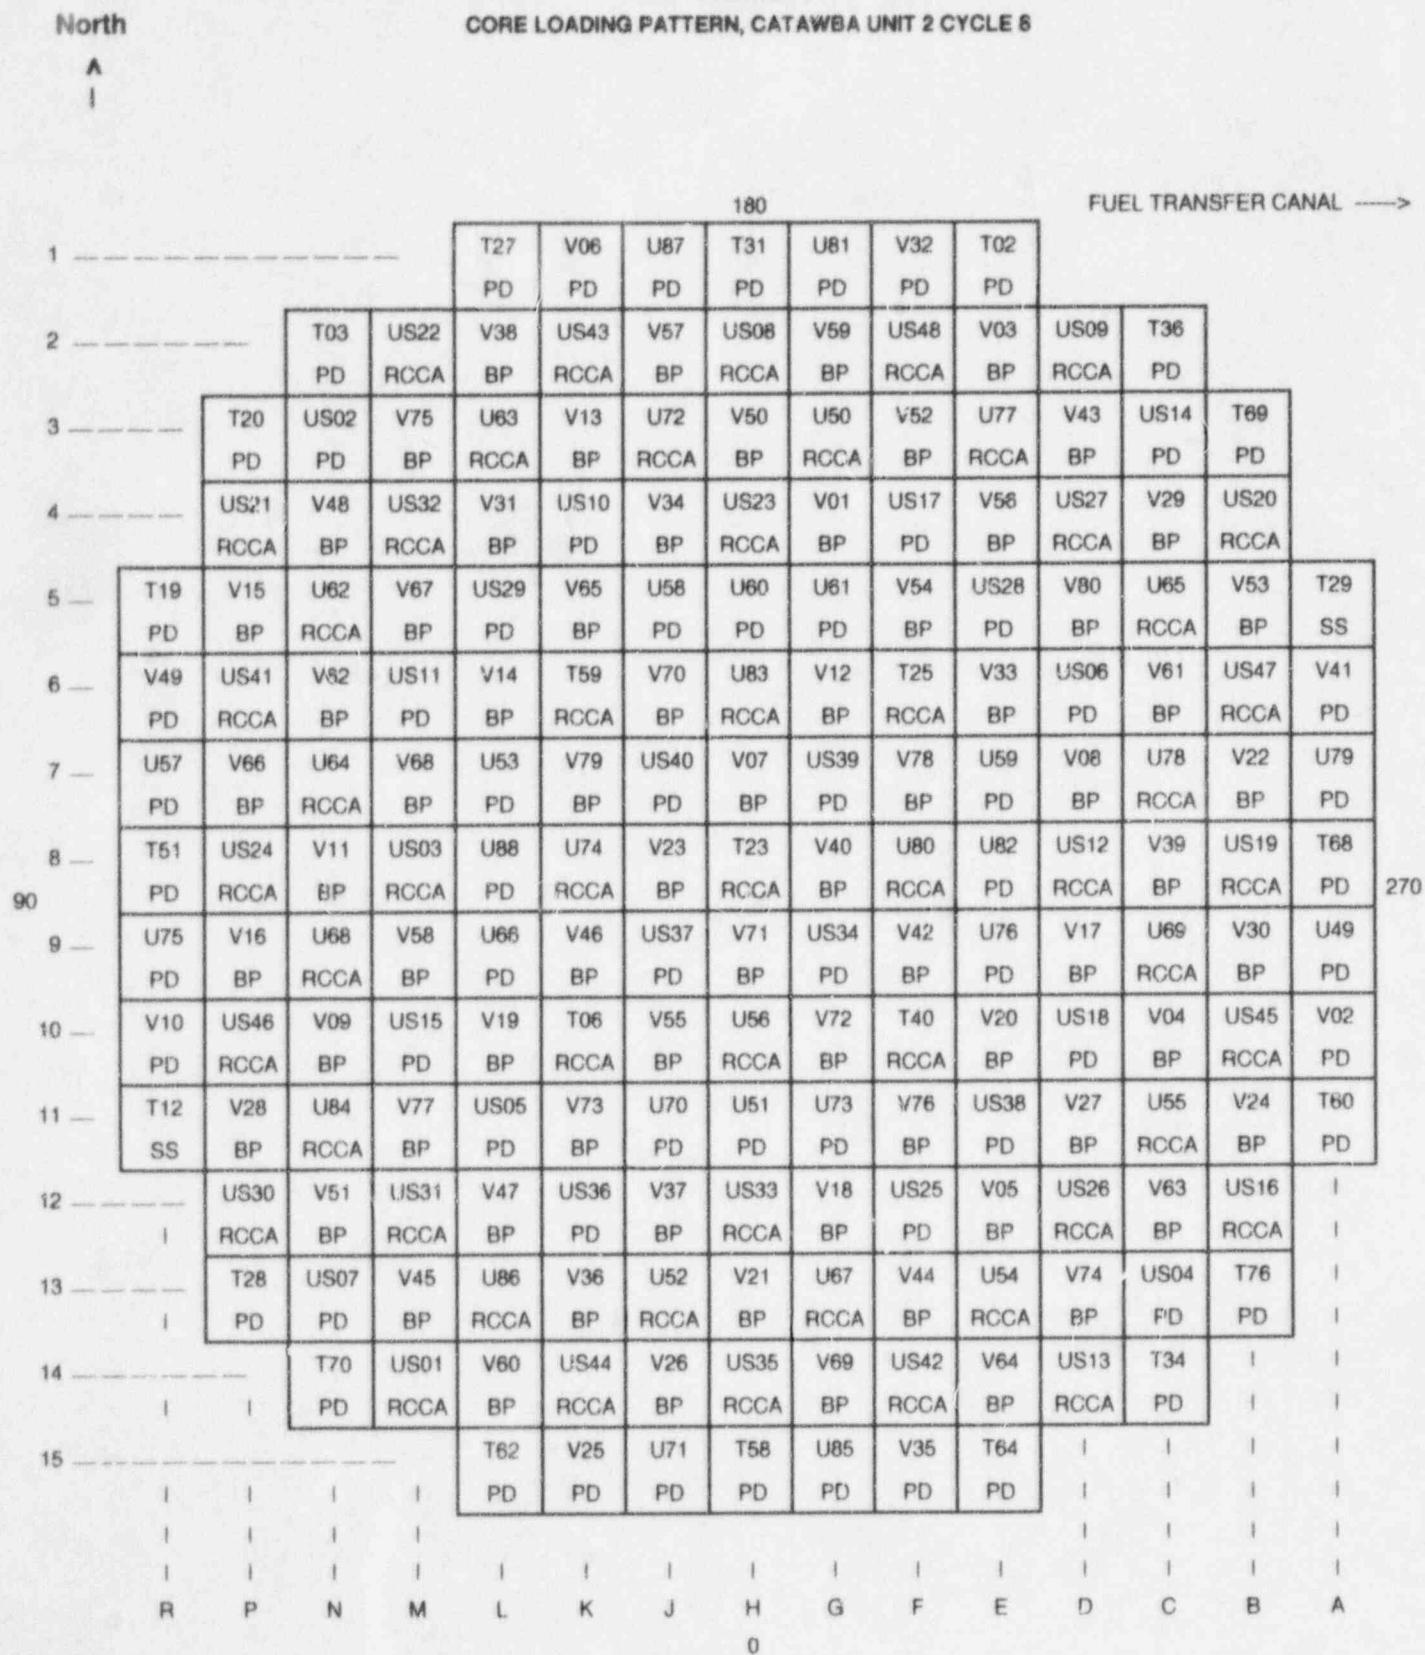 North
CORE LOADING PATTERN, CATAWBA UNIT 2 CYCLE 8
180
FUEL TRANSFER CANAL ---->
1 T27 V06 U87 T31 U81 V32 T02
PD PD PD PD PD PD PD
2 T03 US22 V38 US43 V57 US08 V59 US48 V03 US09 T36
PD RCCA BP RCCA BP RCCA BP RCCA BP RCCA PD
3 T20 US02 V75 U63 V13 U72 V50 U50 V52 U77 V43 US14 T69
PD PD BP RCCA BP RCCA BP RCCA BP RCCA BP PD PD
4 US21 V48 US32 V31 US10 V34 US23 V01 US17 V56 US27 V29 US20
RCCA BP RCCA BP PD BP RCCA BP PD BP RCCA BP RCCA
5 T19 V15 U62 V67 US29 V65 U58 U60 U61 V54 US28 V80 U65 V53 T29
PD BP RCCA BP PD BP PD PD PD BP PD BP RCCA BP SS
6 V49 US41 V62 US11 V14 T59 V70 U83 V12 T25 V33 US06 V61 US47 V41
PD RCCA BP PD BP RCCA BP RCCA BP RCCA BP PD BP RCCA PD
7 U57 V66 U64 V68 U53 V79 US40 V07 US39 V78 U59 V08 U78 V22 U79
PD BP RCCA BP PD BP PD BP PD BP PD BP RCCA BP PD
8 T51 US24 V11 US03 U88 U74 V23 T23 V40 U80 U82 US12 V39 US19 T68
90 PD RCCA BP RCCA PD RCCA BP RCCA BP RCCA PD RCCA BP RCCA PD 270
9 U75 V16 U68 V58 U66 V46 US37 V71 US34 V42 U76 V17 U69 V30 U49
PD BP RCCA BP PD BP PD BP PD BP PD BP RCCA BP PD
10 V10 US46 V09 US15 V19 T06 V55 U56 V72 T40 V20 US18 V04 US45 V02
PD RCCA BP PD BP RCCA BP RCCA BP RCCA BP PD BP RCCA PD
11 T12 V28 U84 V77 US05 V73 U70 U51 U73 V76 US38 V27 U55 V24 T60
SS BP RCCA BP PD BP PD PD PD BP PD BP RCCA BP PD
12 US30 V51 US31 V47 US36 V37 US33 V18 US25 V05 US26 V63 US16
RCCA BP RCCA BP PD BP RCCA BP PD BP RCCA BP RCCA
13 T28 US07 V45 U86 V36 U52 V21 U67 V44 U54 V74 US04 T76
PD PD BP RCCA BP RCCA BP RCCA BP RCCA BP PD PD
14 T70 US01 V60 US44 V26 US35 V69 US42 V64 US13 T34
PD RCCA BP RCCA BP RCCA BP RCCA BP RCCA PD
15 T62 V25 U71 T58 U85 V35 T64
PD PD PD PD PD PD PD
R P N M L K J H G F E D C B A
0